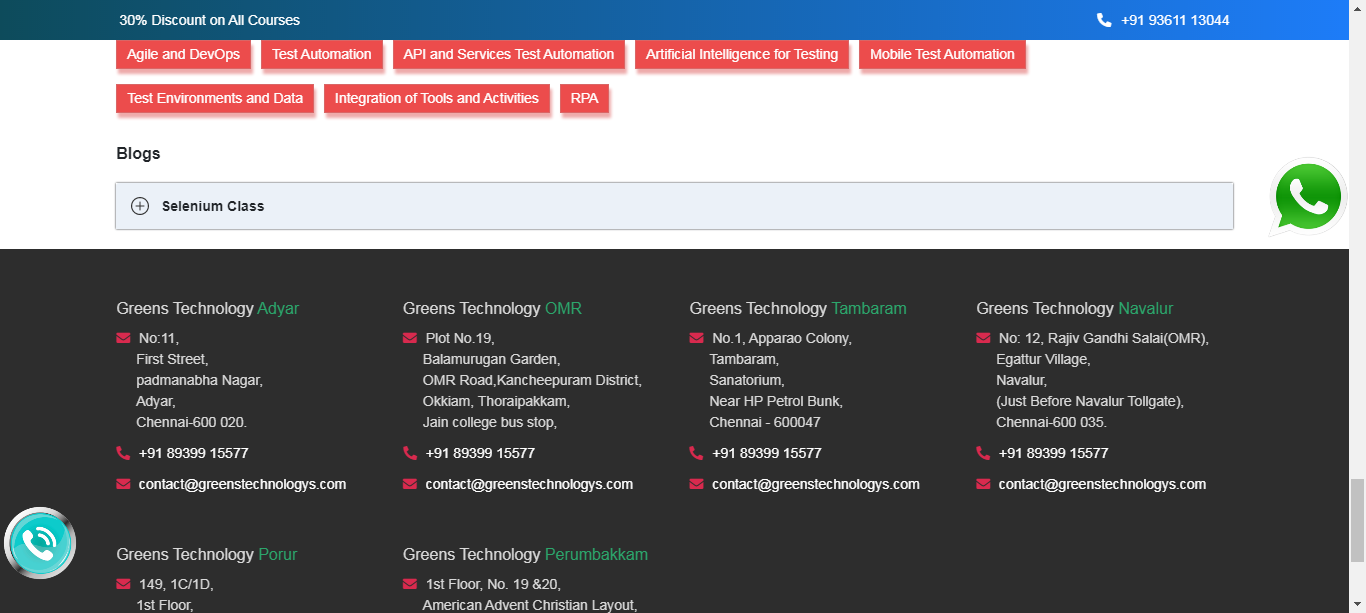 30% Discount on All Courses
+91 93611 13044
Agile and DevOps
Test Automation
API and Services Test Automation
Artificial Intelligence for Testing
Mobile Test Automation
Test Environments and Data
Integration of Tools and Activities
RPA
Blogs
Selenium Class
Greens Technology Adyar
No:11,
First Street,
padmanabha Nagar,
Adyar,
Chennai-600 020.
+91 89399 15577
contact@greenstechnologys.com
Greens Technology OMR
Plot No.19,
Balamurugan Garden,
OMR Road,Kancheepuram District,
Okkiam, Thoraipakkam,
Jain college bus stop,
+91 89399 15577
contact@greenstechnologys.com
Greens Technology Tambaram
No.1, Apparao Colony,
Tambaram,
Sanatorium,
Near HP Petrol Bunk,
Chennai - 600047
+91 89399 15577
contact@greenstechnologys.com
Greens Technology Navalur
No: 12, Rajiv Gandhi Salai(OMR),
Egattur Village,
Navalur,
(Just Before Navalur Tollgate),
Chennai-600 035.
+91 89399 15577
contact@greenstechnologys.com
Greens Technology Porur
149, 1C/1D,
1st Floor,
Greens Technology Perumbakkam
1st Floor, No. 19 &20,
American Advent Christian Layout,